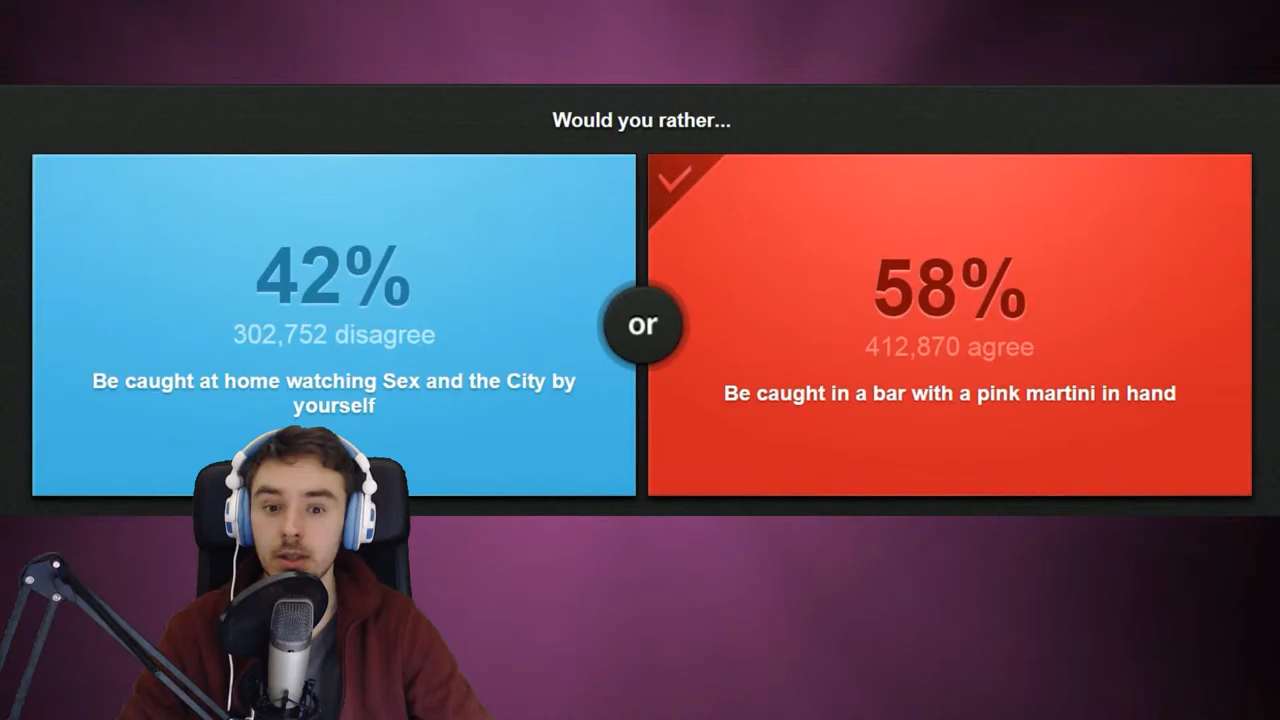 Would you rather...
42%
302,752 disagree
Be caught at home watching Sex and the City by
yourself
or
58%
412,870 agree
Be caught in a bar with a pink martini in hand